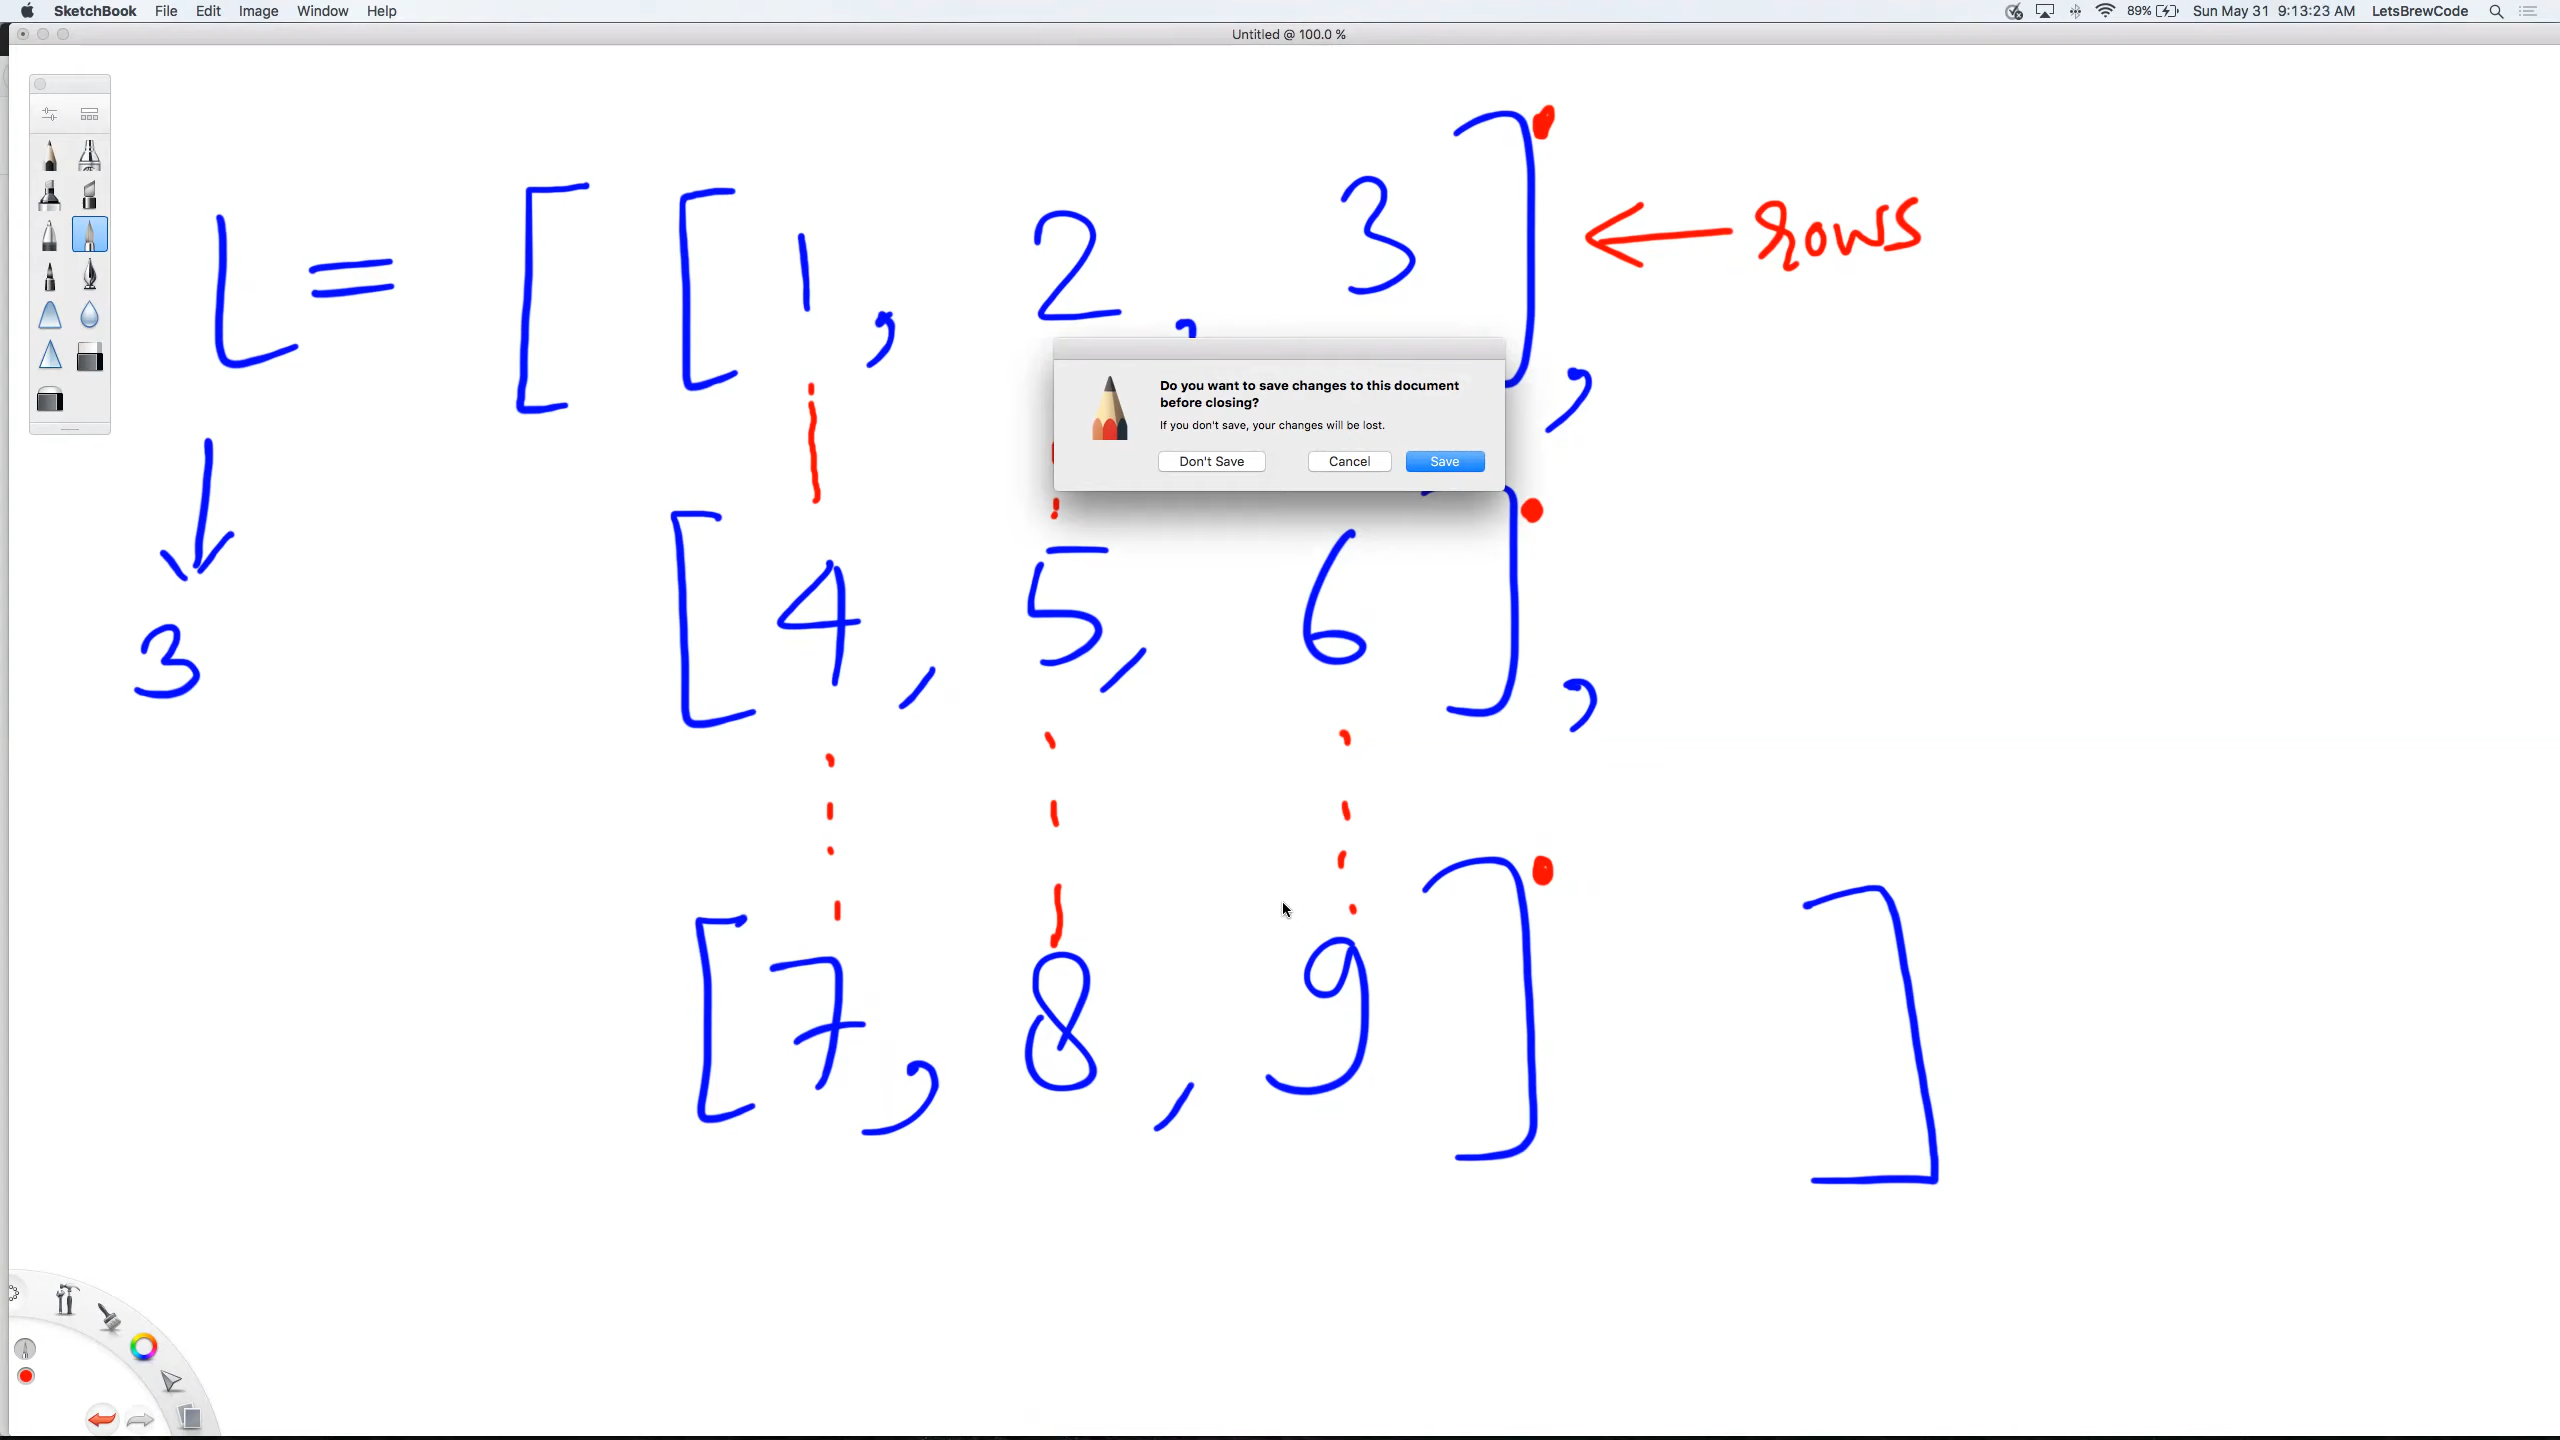 SketchBook File Edit Image Window Help 89% Sun May 31 9:13:23 AM LetsBrewCode
Untitled @ 100.0 %
L = [ [ 1 , 2 , 3 ] , ← rows
Do you want to save changes to this document
before closing?
If you don't save, your changes will be lost.
Don't Save Cancel Save
[ 4 , 5 , 6 ] ,
3
[ 7 , 8 , 9 ] ]